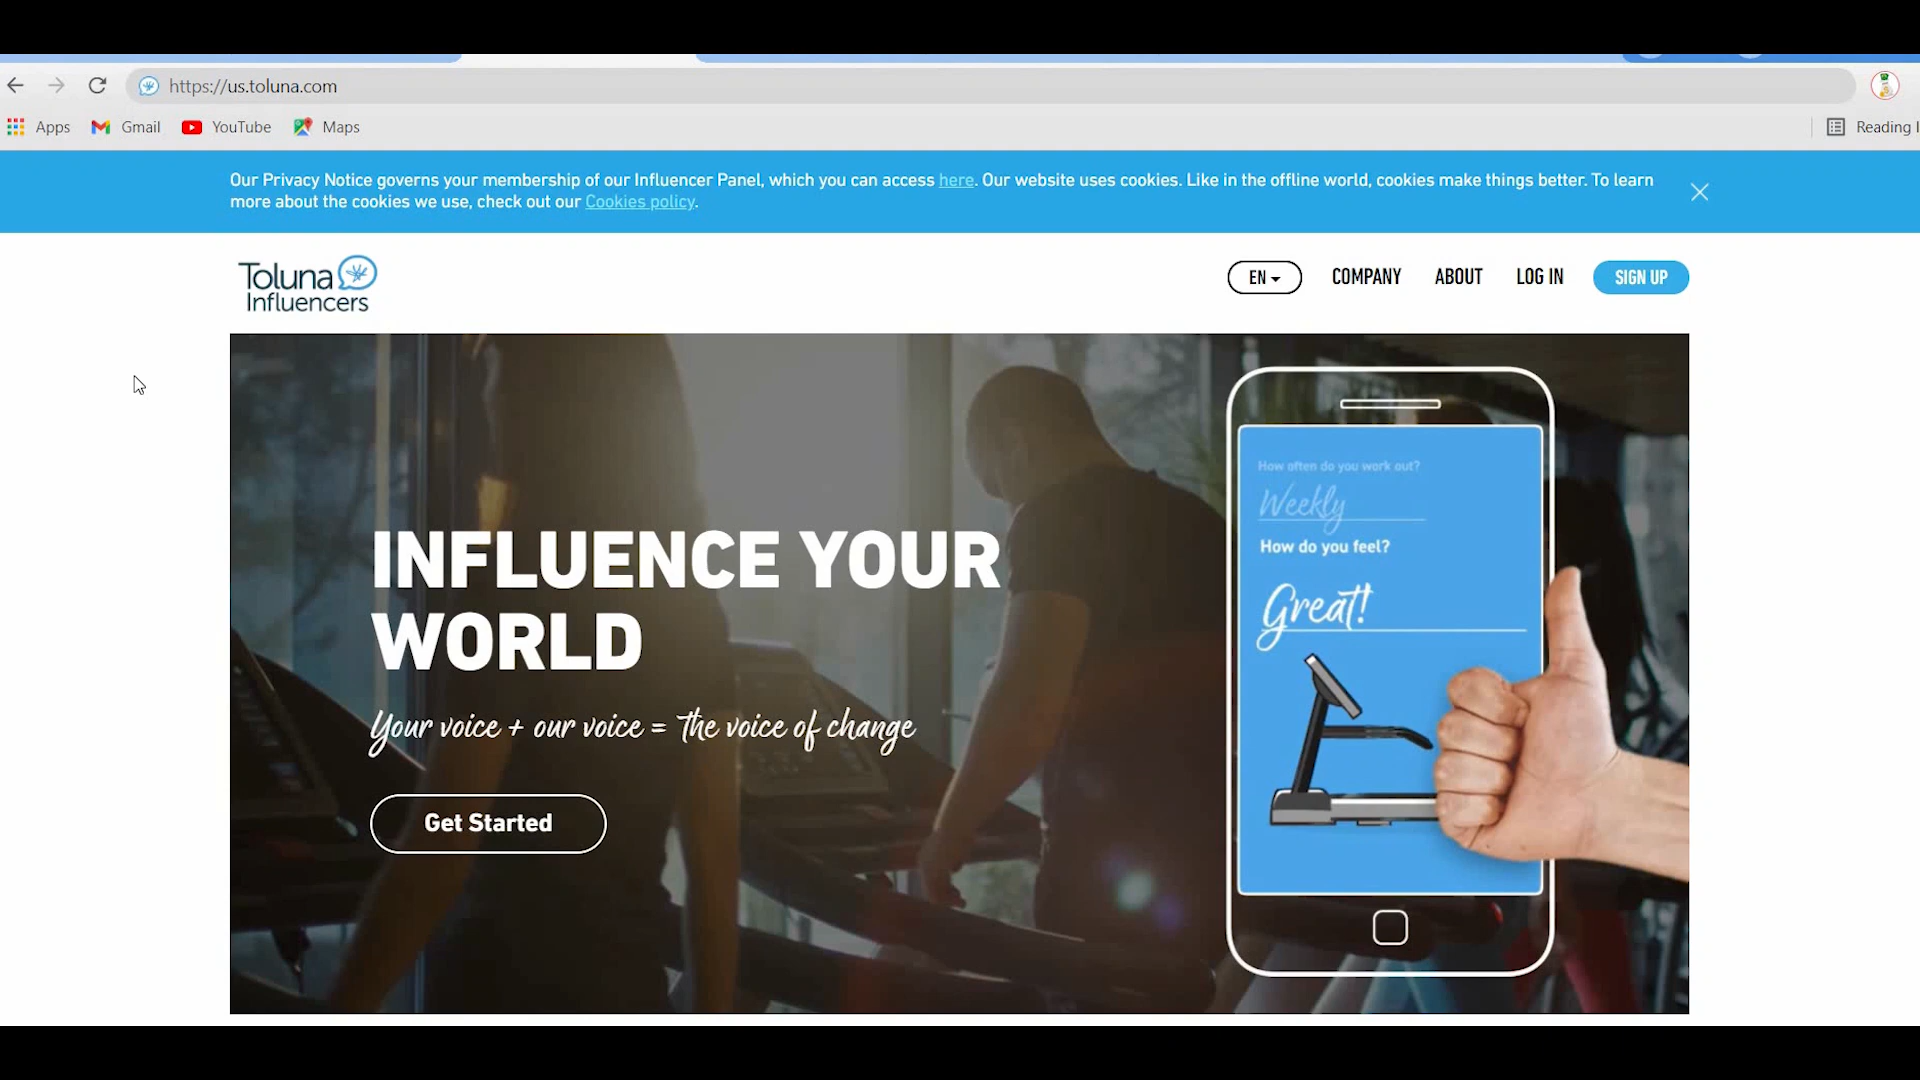 https://us.toluna.com
Apps
Gmail
YouTube
Maps
Reading
Our Privacy Notice governs your membership of our Influencer Panel, which you can access here. Our website uses cookies. Like in the offline world, cookies make things better. To learn
more about the cookies we use, check out our Cookies policy.
Toluna
Influencers
EN
COMPANY
ABOUT
LOG IN
SIGN UP
INFLUENCE YOUR
WORLD
Your voice + our voice = the voice of change
Get Started
How often do you work out?
Weekly
How do you feel?
Great!